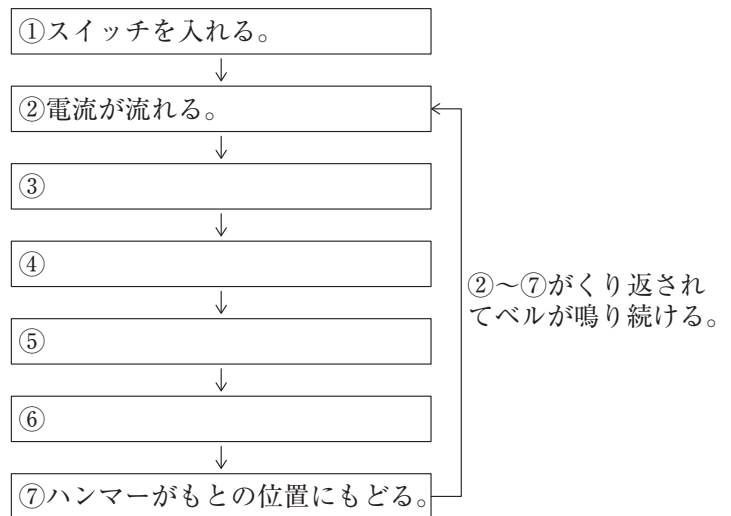 ①スイッチを入れる。
②電流が流れる。
③
④
⑤
⑥
⑦ハンマーがもとの位置にもどる。
②~⑦がくり返され
てベルが鳴り続ける。